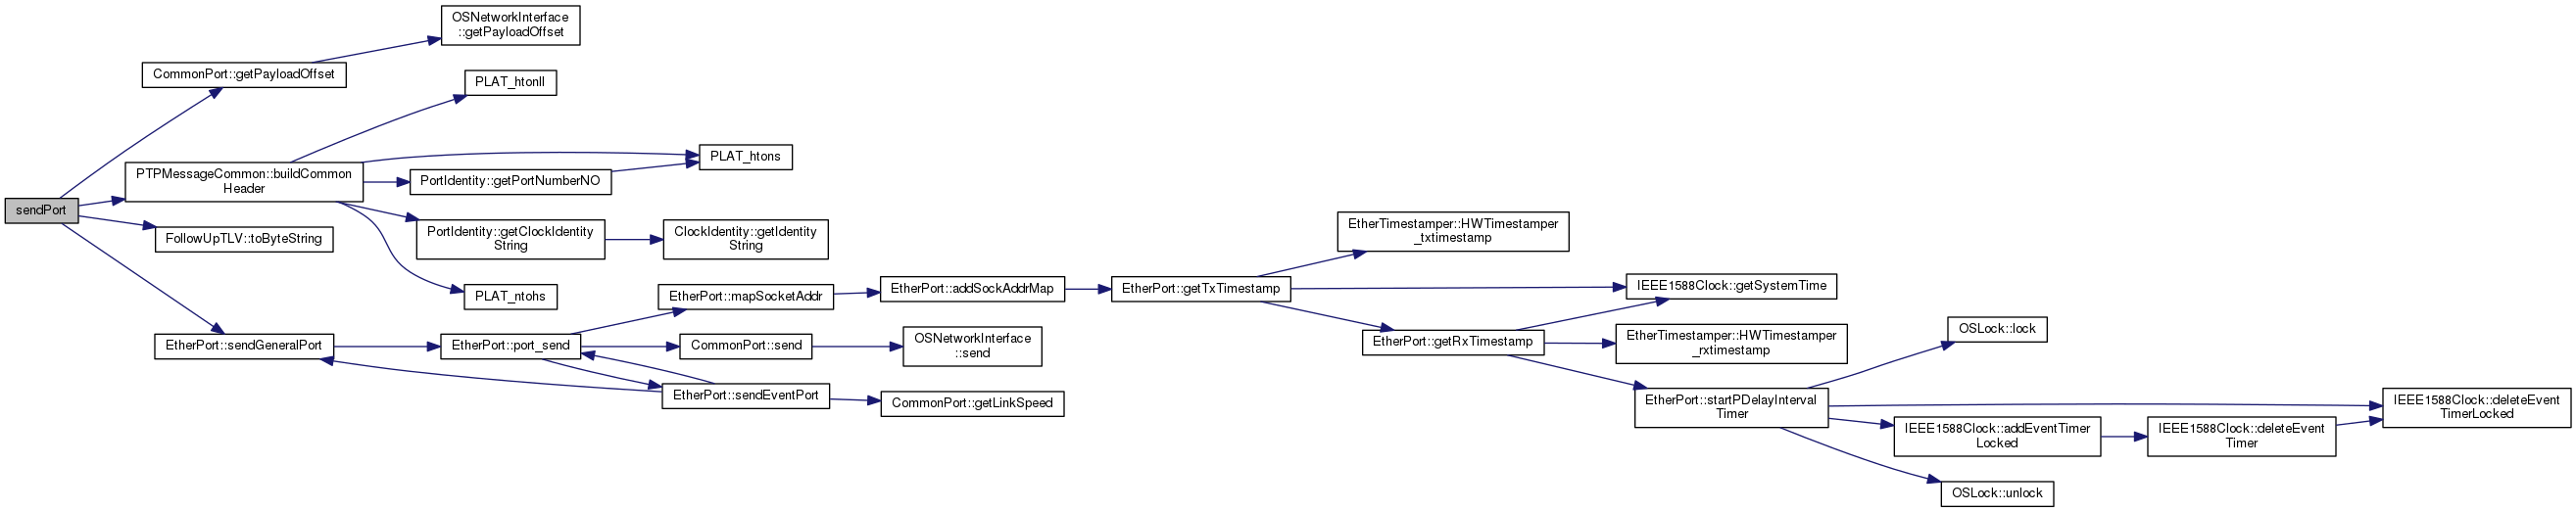 sendPort
CommonPort::getPayloadOffset
OSNetworkInterface
::getPayloadOffset
PTPMessageCommon::buildCommon
Header
PLAT_htonll
PLAT_htons
PortIdentity::getPortNumberNO
PortIdentity::getClockIdentity
String
ClockIdentity::getIdentity
String
PLAT_ntohs
FollowUpTLV::toByteString
EtherPort::sendGeneralPort
EtherPort::port_send
EtherPort::mapSocketAddr
EtherPort::addSockAddrMap
CommonPort::send
OSNetworkInterface
::send
EtherPort::sendEventPort
CommonPort::getLinkSpeed
EtherPort::getTxTimestamp
EtherTimestamper::HWTimestamper
_txtimestamp
IEEE1588Clock::getSystemTime
EtherPort::getRxTimestamp
EtherTimestamper::HWTimestamper
_rxtimestamp
EtherPort::startPDelayInterval
Timer
OSLock::lock
IEEE1588Clock::addEventTimer
Locked
IEEE1588Clock::deleteEvent
Timer
IEEE1588Clock::deleteEvent
TimerLocked
OSLock::unlock